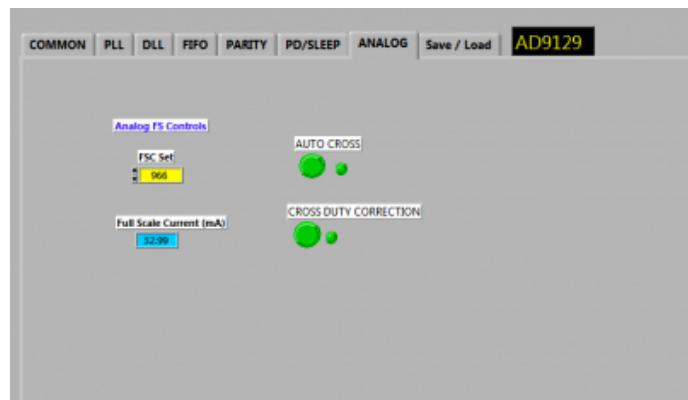 COMMON PLL DLL FIFO PARITY PD/SLEEP ANALOG Save / Load AD9129
Analog FS Controls
AUTO CROSS
FSC Set
966
CROSS DUTY CORRECTION
Full Scale Current (mA)
32.99